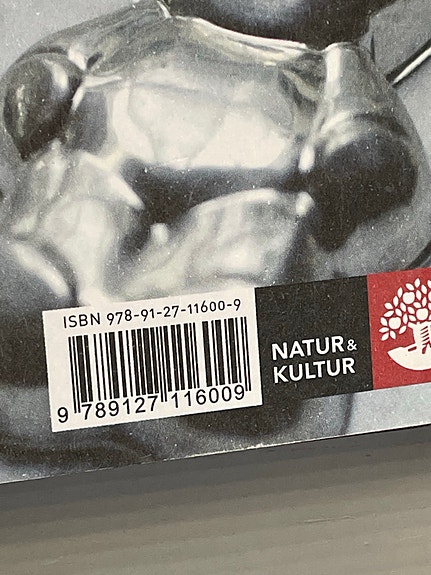 ISBN 978-91-27-11600-9
9 789127 116009
NATUR &
KULTUR